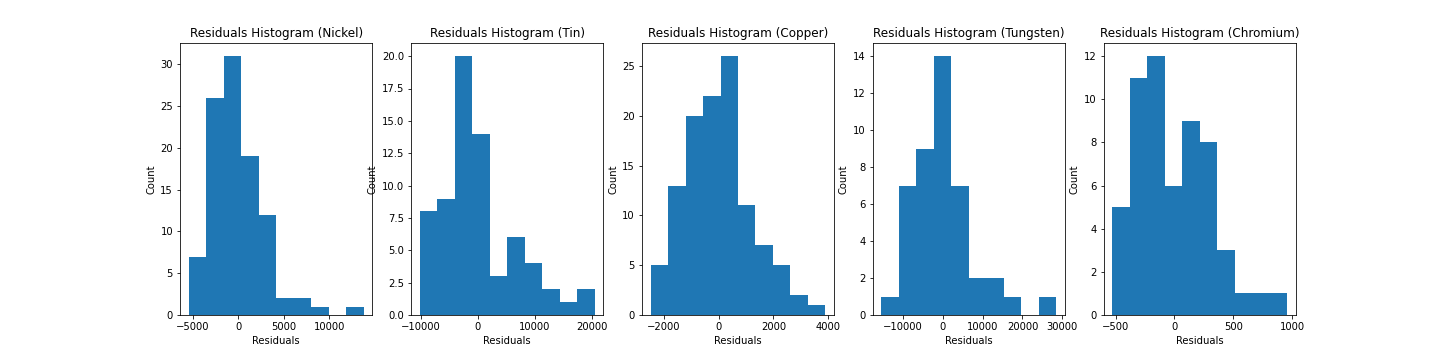 Residuals Histogram (Nickel)
30
25
20
15
10
5
0
Count
−5000 0 5000 10000
Residuals
Residuals Histogram (Tin)
20.0
17.5
15.0
12.5
10.0
7.5
5.0
2.5
0.0
Count
−10000 0 10000 20000
Residuals
Residuals Histogram (Copper)
25
20
15
10
5
0
Count
−2000 0 2000 4000
Residuals
Residuals Histogram (Tungsten)
14
12
10
8
6
4
2
0
Count
−10000 0 10000 20000 30000
Residuals
Residuals Histogram (Chromium)
12
10
8
6
4
2
0
Count
−500 0 500 1000
Residuals